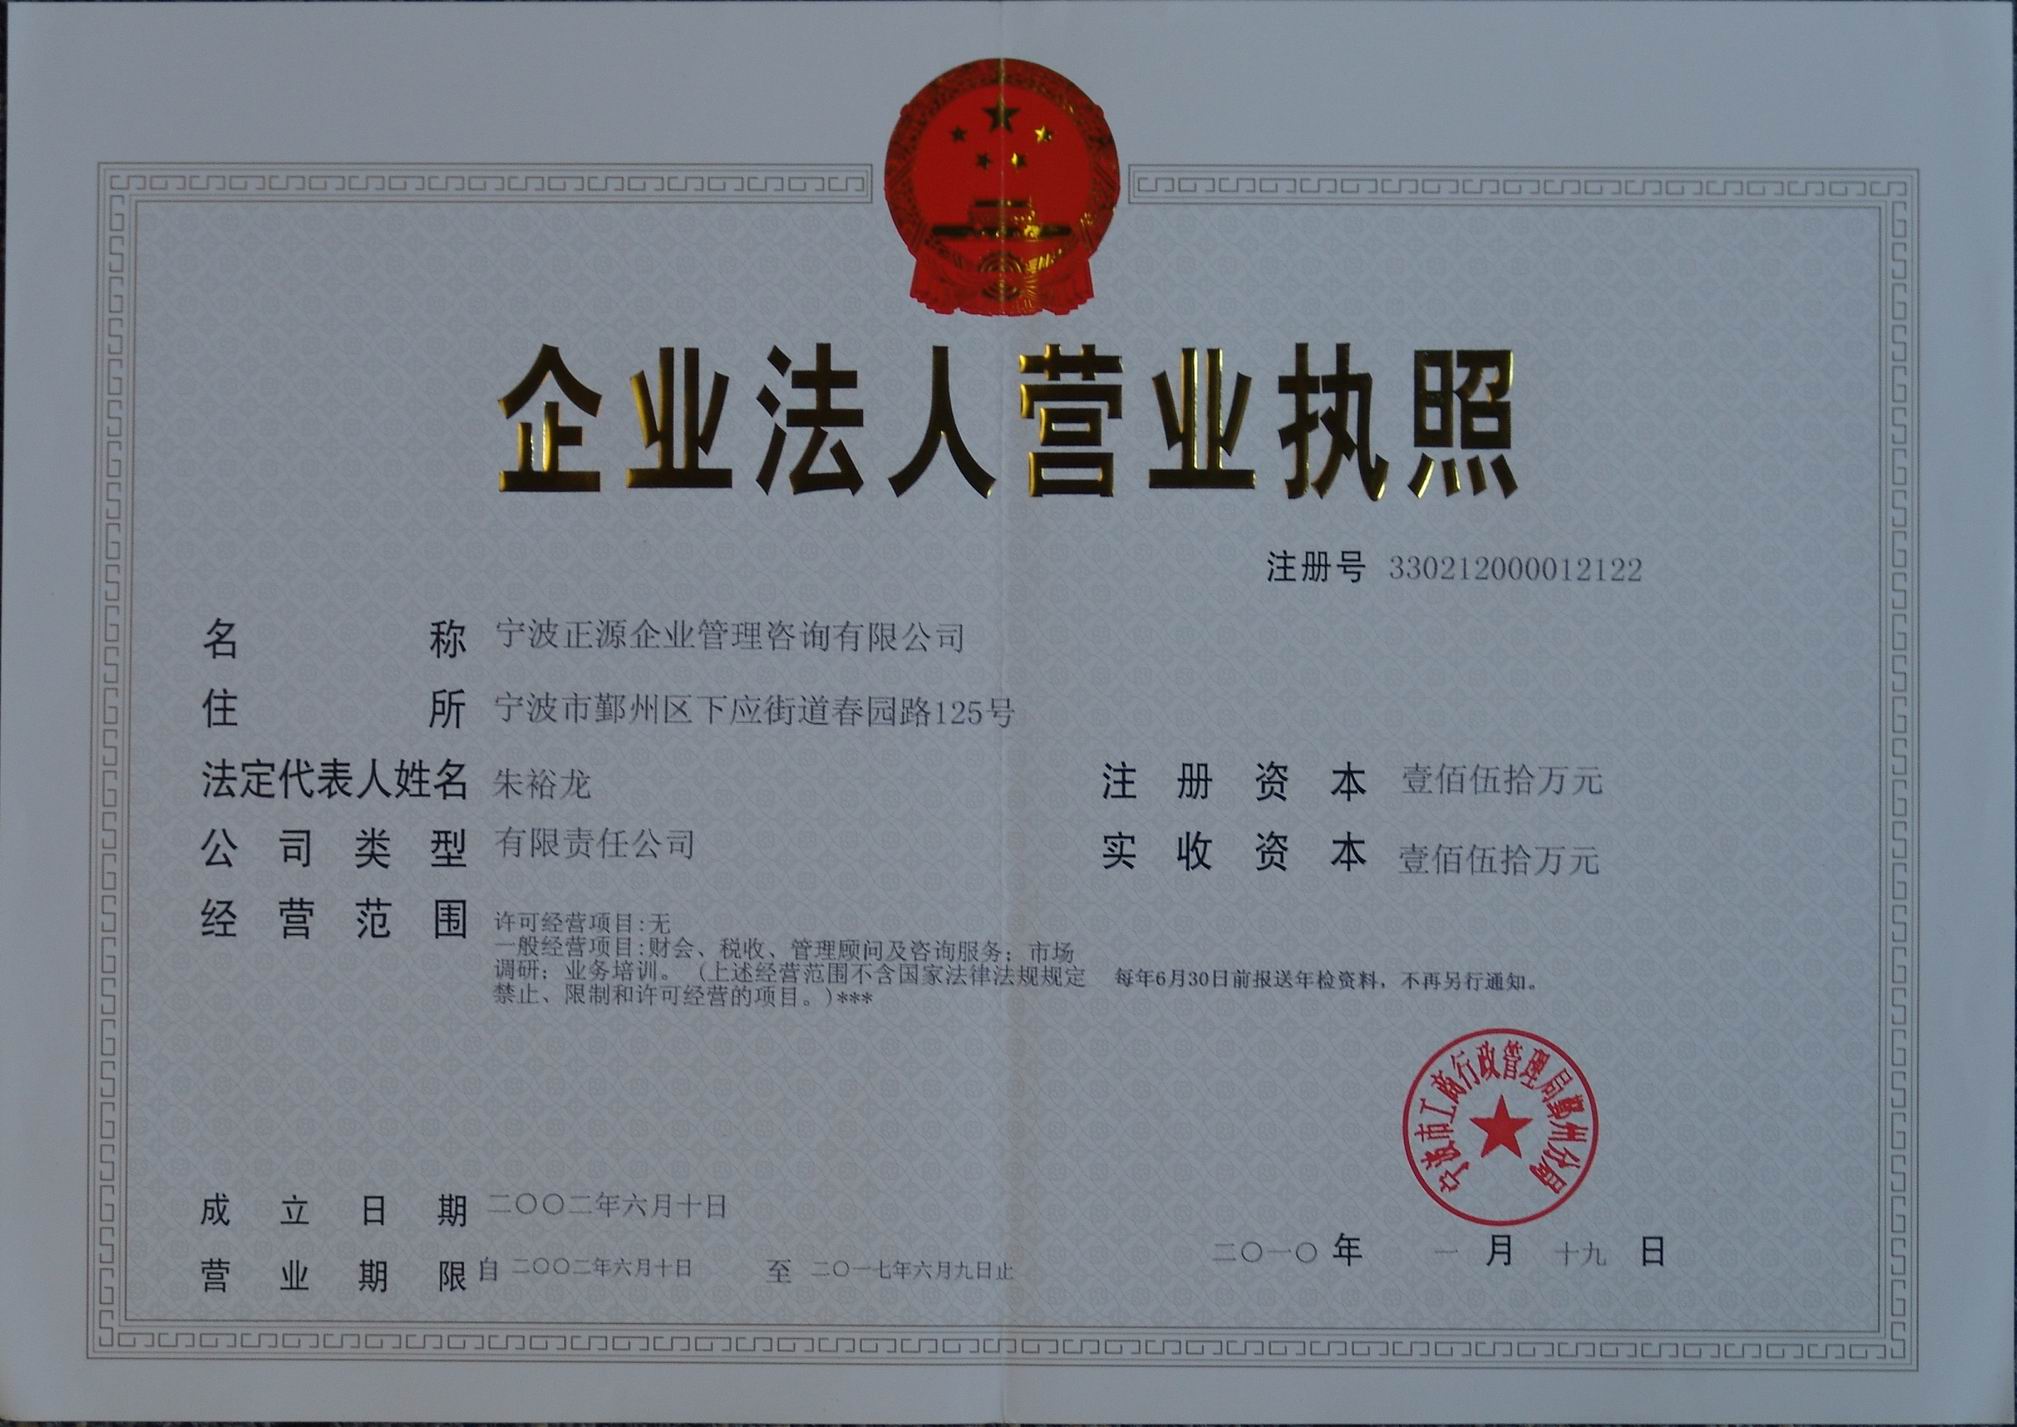 企业法人营业执照
注册号 330212000012122
名称 宁波正源企业管理咨询有限公司
住所 宁波市鄞州区下应街道春园路125号
法定代表人姓名 朱裕龙
注册资本 壹佰伍拾万元
公司类型 有限责任公司
实收资本 壹佰伍拾万元
经营范围 许可经营项目:无
一般经营项目:财会、税收、管理顾问及咨询服务；市场
调研；业务培训。（上述经营范围不含国家法律法规规定
禁止、限制和许可经营的项目。)***
每年6月30日前报送年检资料，不再另行通知。
宁波市工商行政管理局鄞州分局
成立日期 二〇〇二年六月十日
二〇一〇年 一月 十九日
营业期限 自 二〇〇二年六月十日 至 二〇一七年六月九日止